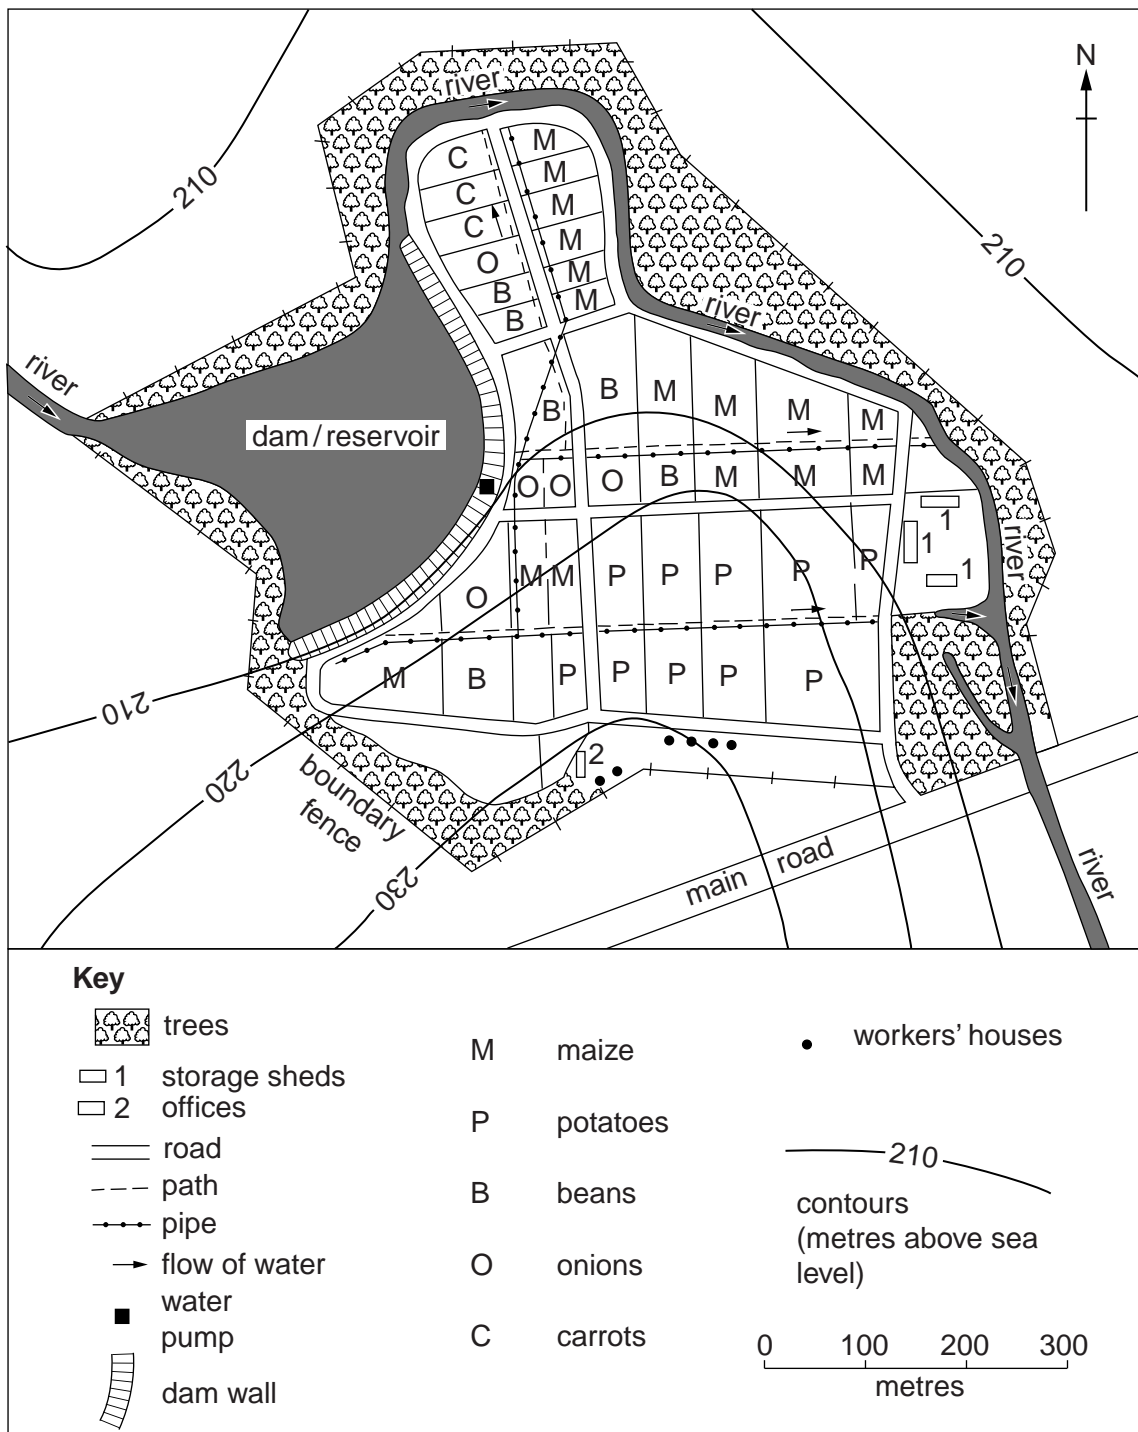 N
river
210
C
M
C
M
C
M
O
M
B
M
B
M
210
river
river
B
B
M
M
M
M
dam / reservoir
O
O
O
B
M
M
M
1
1
1
river
M
M
P
P
P
P
P
O
M
B
P
P
P
P
P
210
220
230
2
boundary
fence
main road
river
Key
trees
1 storage sheds
2 offices
road
path
pipe
flow of water
water
pump
dam wall
M maize
P potatoes
B beans
O onions
C carrots
workers' houses
210
contours
(metres above sea
level)
0 100 200 300
metres